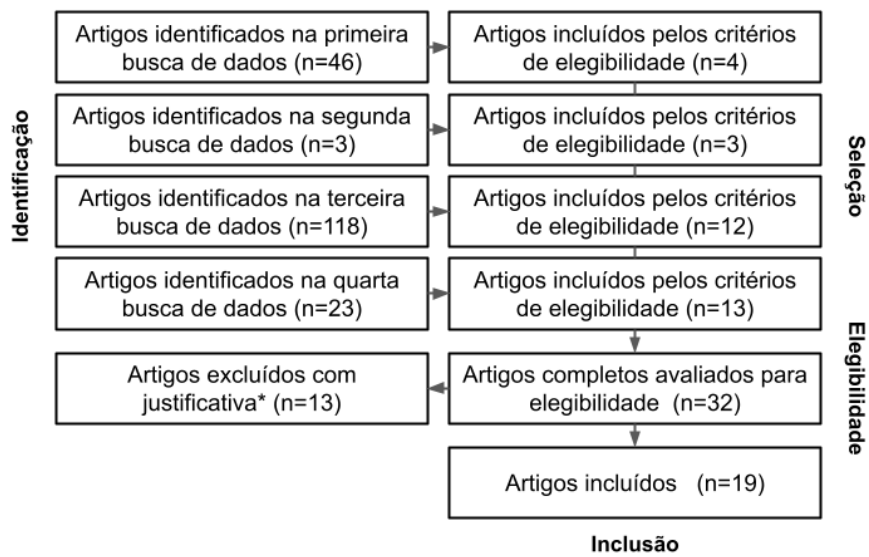 Identificação
Artigos identificados na primeira
busca de dados (n=46)
Artigos incluídos pelos critérios
de elegibilidade (n=4)
Artigos identificados na segunda
busca de dados (n=3)
Artigos incluídos pelos critérios
de elegibilidade (n=3)
Seleção
Artigos identificados na terceira
busca de dados (n=118)
Artigos incluídos pelos critérios
de elegibilidade (n=12)
Artigos identificados na quarta
busca de dados (n=23)
Artigos incluídos pelos critérios
de elegibilidade (n=13)
Elegibilidade
Artigos excluídos com
justificativa* (n=13)
Artigos completos avaliados para
elegibilidade (n=32)
Artigos incluídos (n=19)
Inclusão